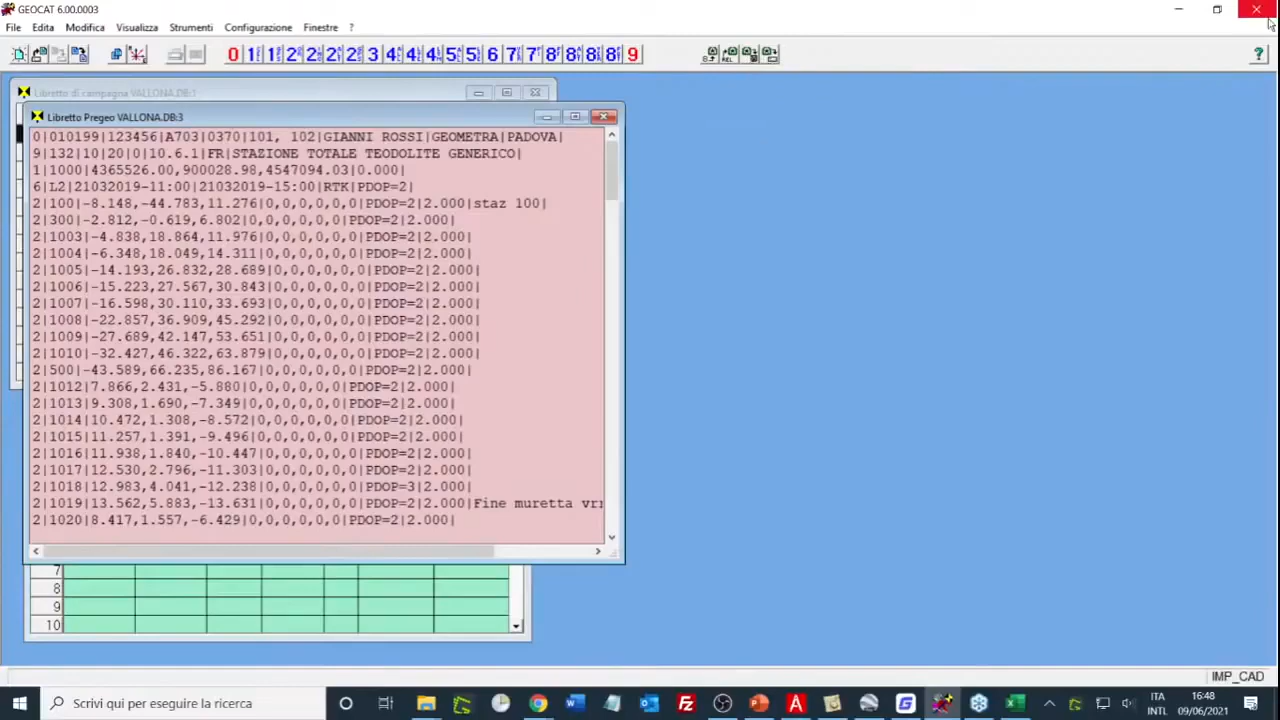 GEOCAT 6.00.0003
File Edita Modifica Visualizza Strumenti Configurazione Finestre ?
Libretto di campagna VALLONA.DB:1
Libretto Pregeo VALLONA.DB:3
0|010199|123456|A703|0370|101, 102|GIANNI ROSSI|GEOMETRA|PADOVA|
9|132|10|20|0|10.6.1|FR|STAZIONE TOTALE TEODOLITE GENERICO|
1|1000|4365526.00,900028.98,4547094.03|0.000|
6|L2|21032019-11:00|21032019-15:00|RTK|PDOP=2|
2|100|-8.148,-44.783,11.276|0,0,0,0,0,0|PDOP=2|2.000|staz 100|
2|300|-2.812,-0.619,6.802|0,0,0,0,0,0|PDOP=2|2.000|
2|1003|-4.838,18.864,11.976|0,0,0,0,0,0|PDOP=2|2.000|
2|1004|-6.348,18.049,14.311|0,0,0,0,0,0|PDOP=2|2.000|
2|1005|-14.193,26.832,28.689|0,0,0,0,0,0|PDOP=2|2.000|
2|1006|-15.223,27.567,30.843|0,0,0,0,0,0|PDOP=2|2.000|
2|1007|-16.598,30.110,33.693|0,0,0,0,0,0|PDOP=2|2.000|
2|1008|-22.857,36.909,45.292|0,0,0,0,0,0|PDOP=2|2.000|
2|1009|-27.689,42.147,53.651|0,0,0,0,0,0|PDOP=2|2.000|
2|1010|-32.427,46.322,63.879|0,0,0,0,0,0|PDOP=2|2.000|
2|500|-43.589,66.235,86.167|0,0,0,0,0,0|PDOP=2|2.000|
2|1012|7.866,2.431,-5.880|0,0,0,0,0,0|PDOP=2|2.000|
2|1013|9.308,1.690,-7.349|0,0,0,0,0,0|PDOP=2|2.000|
2|1014|10.472,1.308,-8.572|0,0,0,0,0,0|PDOP=2|2.000|
2|1015|11.257,1.391,-9.496|0,0,0,0,0,0|PDOP=2|2.000|
2|1016|11.938,1.840,-10.447|0,0,0,0,0,0|PDOP=2|2.000|
2|1017|12.530,2.796,-11.303|0,0,0,0,0,0|PDOP=2|2.000|
2|1018|12.983,4.041,-12.238|0,0,0,0,0,0|PDOP=3|2.000|
2|1019|13.562,5.883,-13.631|0,0,0,0,0,0|PDOP=2|2.000|Fine muretta
2|1020|8.417,1.557,-6.429|0,0,0,0,0,0|PDOP=2|2.000|
7
8
9
10
IMP_CAD
Scrivi qui per eseguire la ricerca
ITA
INTL
16:48
09/06/2021